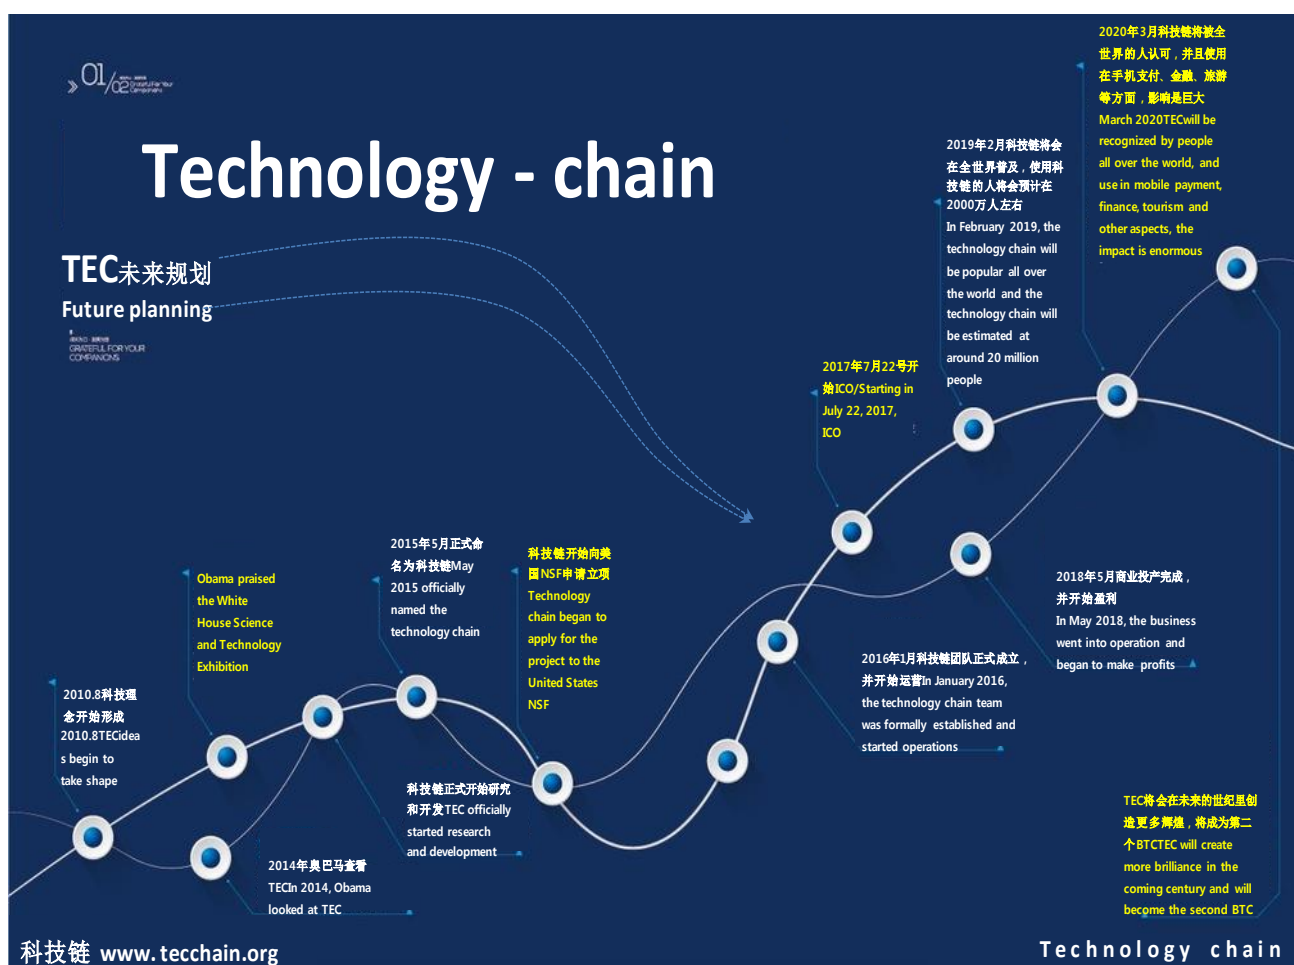 01/02
Grateful For Your
Companions
Technology - chain
TEC未来规划
Future planning
GRATEFUL FOR YOUR
COMPANIONS
2010.8科技理
念开始形成
2010.8TECidea
s begin to
take shape
Obama praised
the White
House Science
and Technology
Exhibition
2014年奥巴马查看
TECIn 2014, Obama
looked at TEC
2015年5月正式命
名为科技链May
2015 officially
named the
technology chain
科技链正式开始研究
和开发TEC officially
started research
and development
科技链开始向美
国NSF申请立项
Technology
chain began to
apply for the
project to the
United States
NSF
2016年1月科技链团队正式成立，
并开始运营In January 2016,
the technology chain team
was formally established and
started operations
2017年7月22号开
始ICO/Starting in
July 22, 2017,
ICO
2018年5月商业投产完成，
并开始盈利
In May 2018, the business
went into operation and
began to make profits
2019年2月科技链将会
在全世界普及，使用科
技链的人将会预计在
2000万人左右
In February 2019, the
technology chain will
be popular all over
the world and the
technology chain will
be estimated at
around 20 million
people
2020年3月科技链将被全
世界的人认可，并且使用
在手机支付、金融、旅游
等方面，影响是巨大
March 2020TECwill be
recognized by people
all over the world, and
use in mobile payment,
finance, tourism and
other aspects, the
impact is enormous
TEC将会在未来的世纪里创
造更多辉煌，将成为第二
个BTCTEC will create
more brilliance in the
coming century and will
become the second BTC
科技链 www.tecchain.org
Technology chain